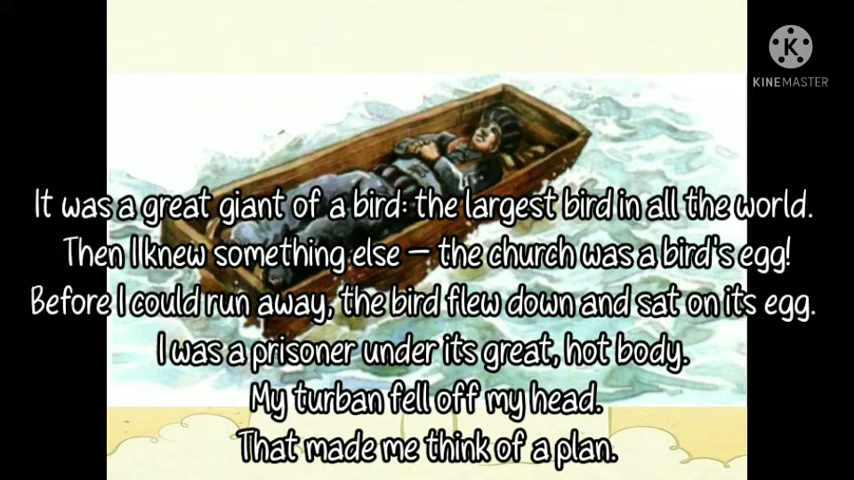 KINEMASTER
It was a great giant of a bird: the largest bird in all the world.
Then I knew something else – the church was a bird's egg!
Before I could run away, the bird flew down and sat on its egg.
I was a prisoner under its great, hot body.
My turban fell off my head.
That made me think of a plan.